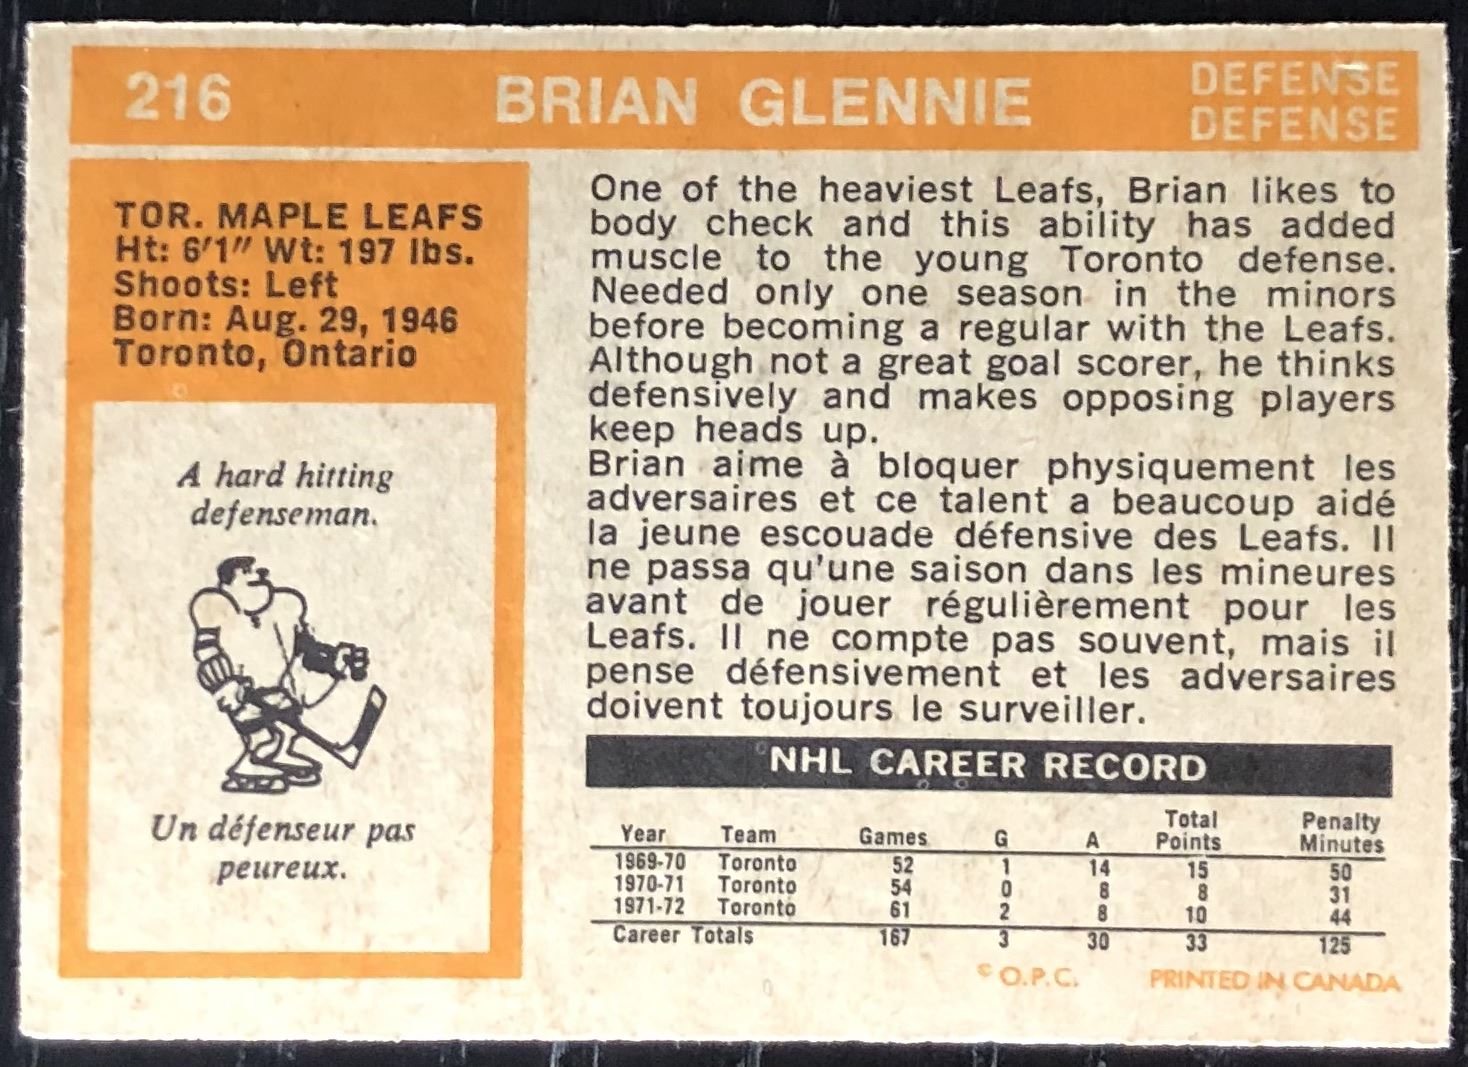 216 BRIAN GLENNIE DEFENSE
DEFENSE
TOR. MAPLE LEAFS
Ht: 6'1" Wt: 197 lbs.
Shoots: Left
Born: Aug. 29, 1946
Toronto, Ontario
A hard hitting
defenseman.
Un défenseur pas
peureux.
One of the heaviest Leafs, Brian likes to
body check and this ability has added
muscle to the young Toronto defense.
Needed only one season in the minors
before becoming a regular with the Leafs.
Although not a great goal scorer, he thinks
defensively and makes opposing players
keep heads up.
Brian aime à bloquer physiquement les
adversaires et ce talent a beaucoup aidé
la jeune escouade défensive des Leafs. Il
ne passa qu'une saison dans les mineures
avant de jouer régulièrement pour les
Leafs. Il ne compte pas souvent, mais il
pense défensivement et les adversaires
doivent toujours le surveiller.
NHL CAREER RECORD
Year Team Games G A Total Points Penalty Minutes
1969-70 Toronto 52 1 14 15 50
1970-71 Toronto 54 0 8 8 31
1971-72 Toronto 61 2 8 10 44
Career Totals 167 3 30 33 125
© O.P.C. PRINTED IN CANADA